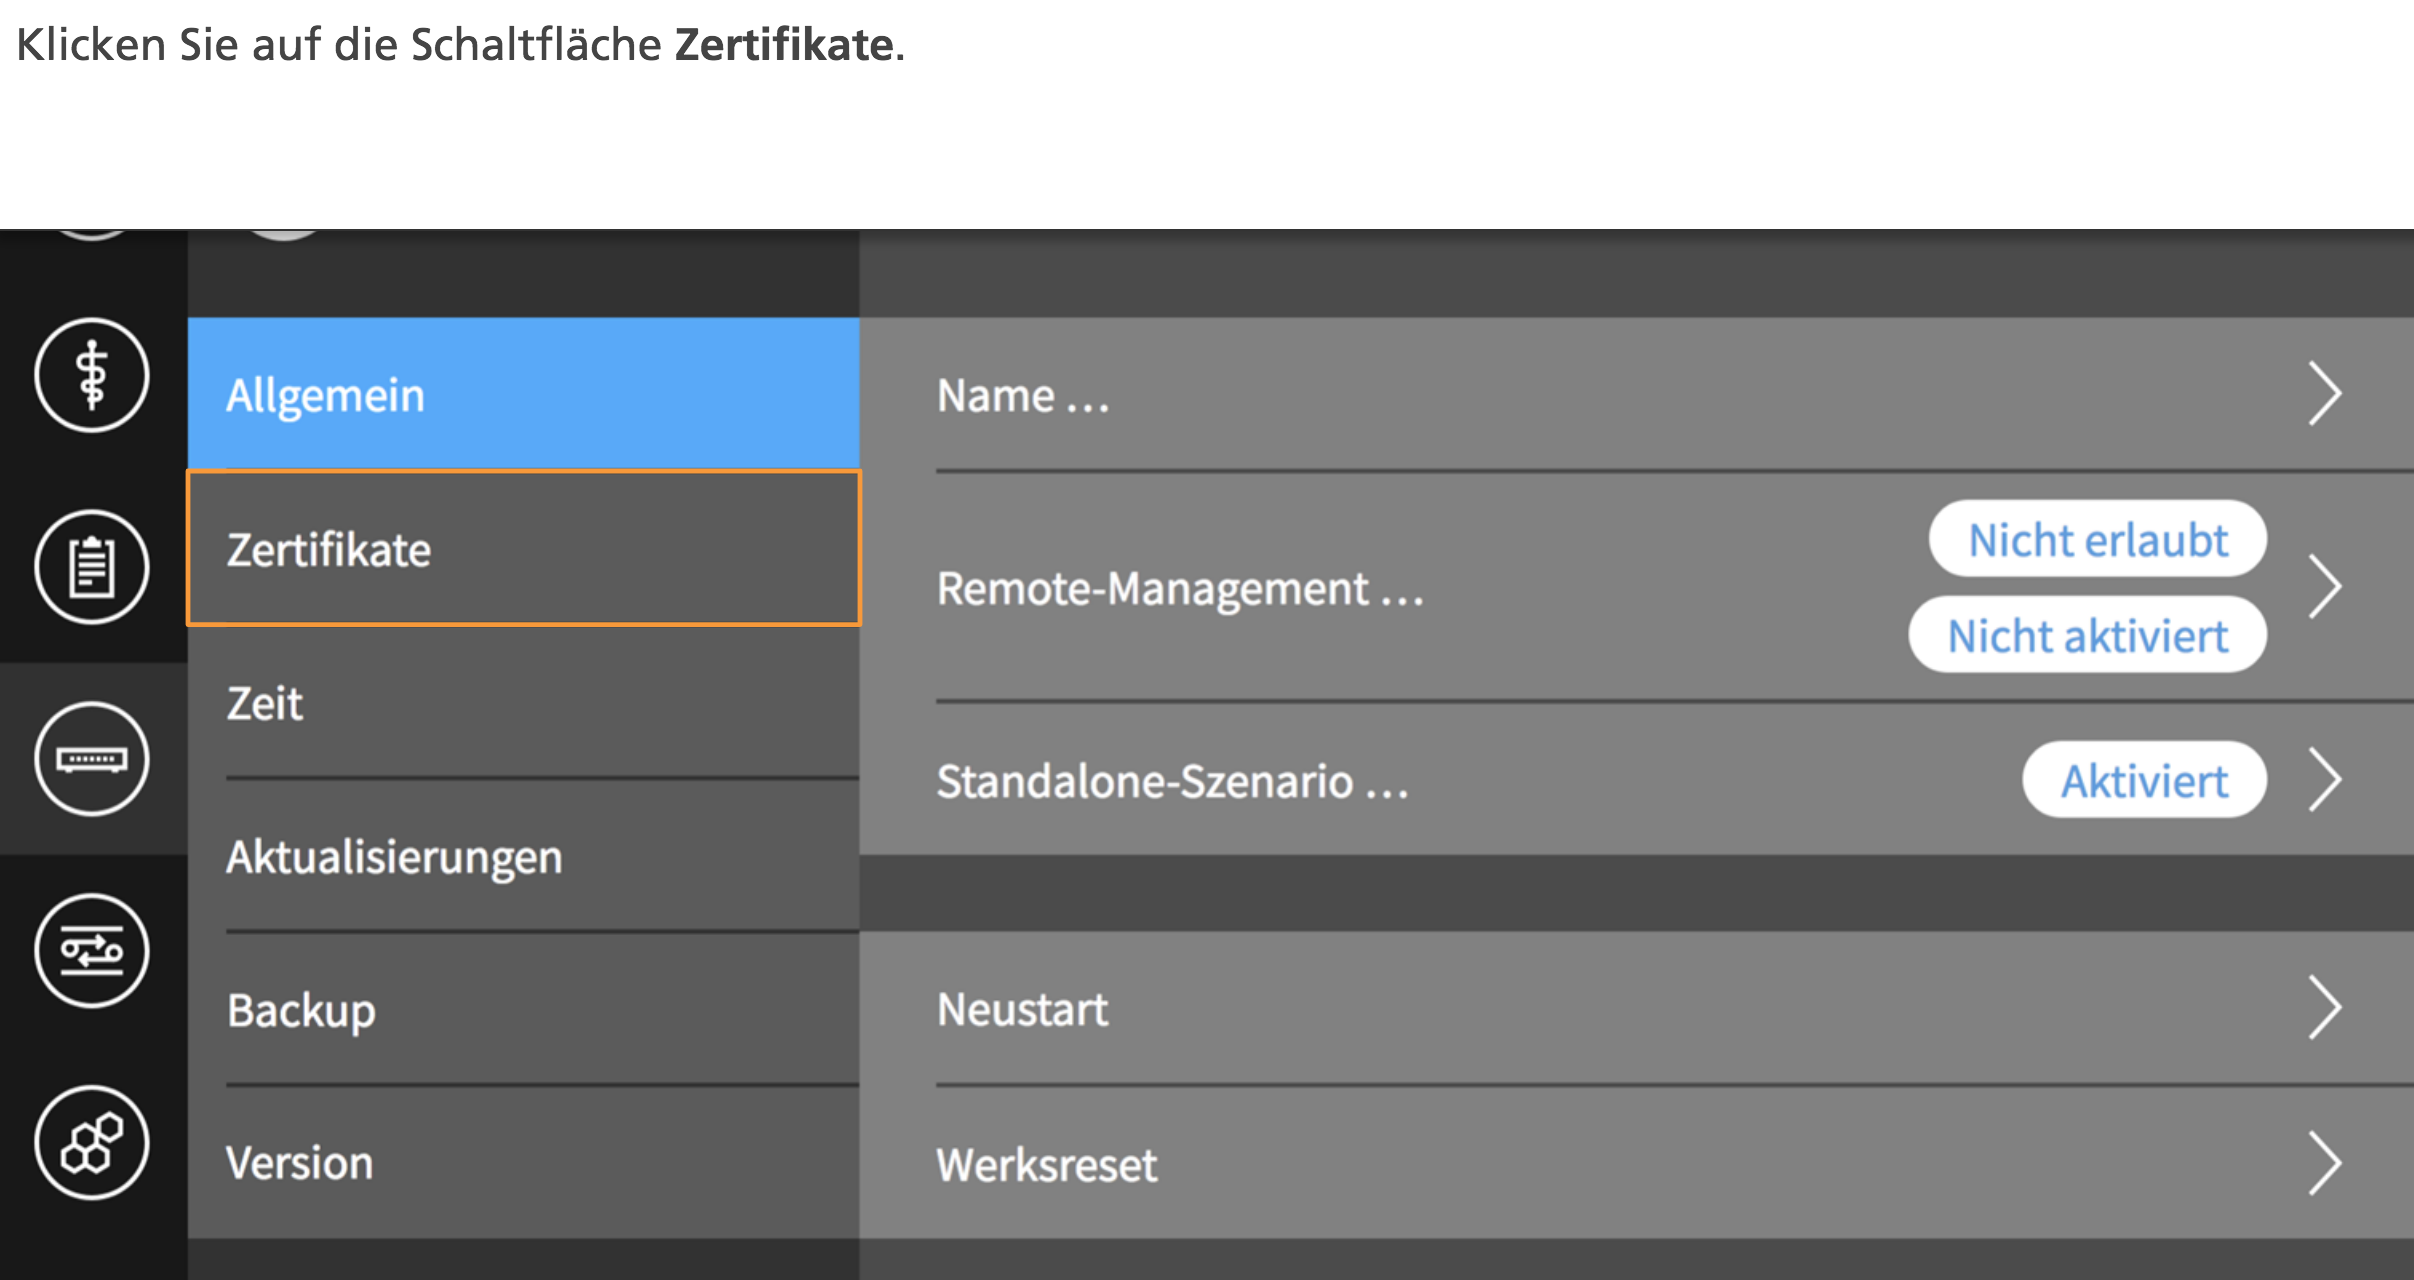 Klicken Sie auf die Schaltfläche Zertifikate.
Allgemein
Zertifikate
Zeit
Aktualisierungen
Backup
Version
Name ...
Remote-Management ...
Nicht erlaubt
Nicht aktiviert
Standalone-Szenario ...
Aktiviert
Neustart
Werksreset